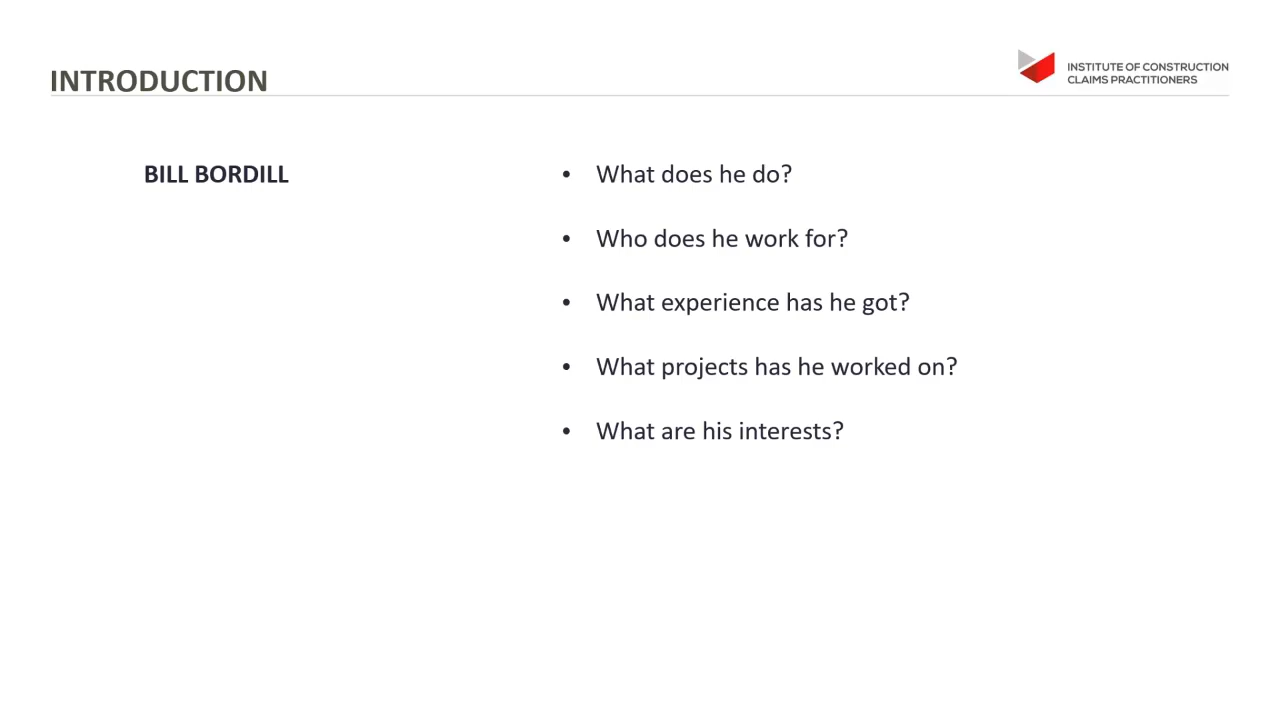 INTRODUCTION
INSTITUTE OF CONSTRUCTION
CLAIMS PRACTITIONERS
BILL BORDILL
• What does he do?
• Who does he work for?
• What experience has he got?
• What projects has he worked on?
• What are his interests?